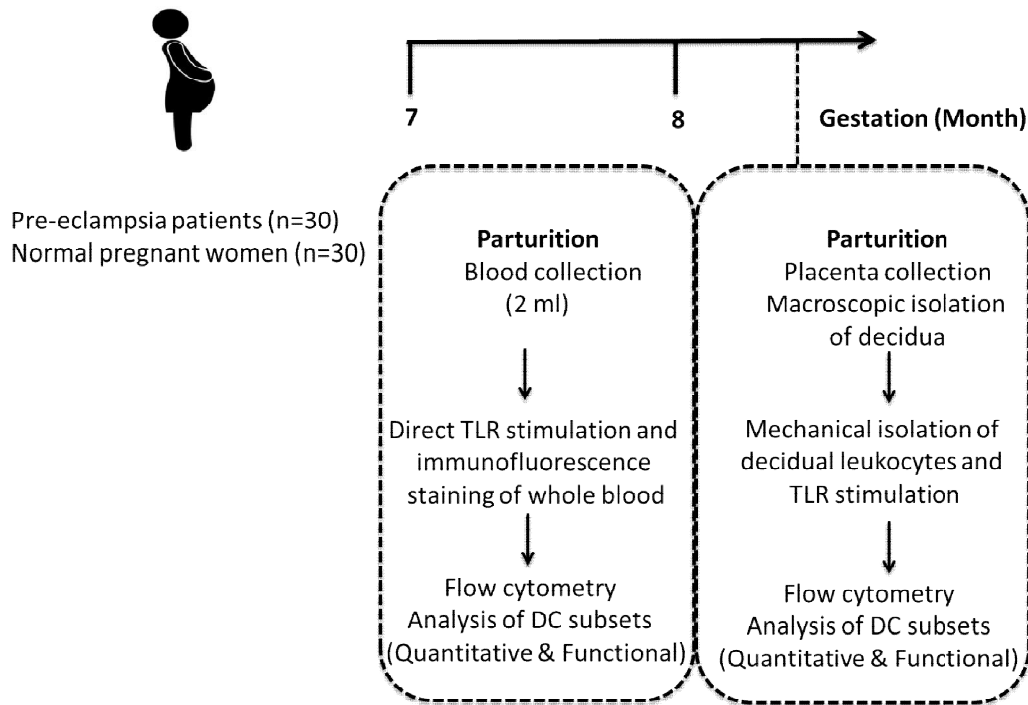 7
8
Gestation (Month)
Pre-eclampsia patients (n=30)
Normal pregnant women (n=30)
Parturition
Blood collection
(2 ml)
Direct TLR stimulation and
immunofluorescence
staining of whole blood
Flow cytometry
Analysis of DC subsets
(Quantitative & Functional)
Parturition
Placenta collection
Macroscopic isolation
of decidua
Mechanical isolation of
decidual leukocytes and
TLR stimulation
Flow cytometry
Analysis of DC subsets
(Quantitative & Functional)